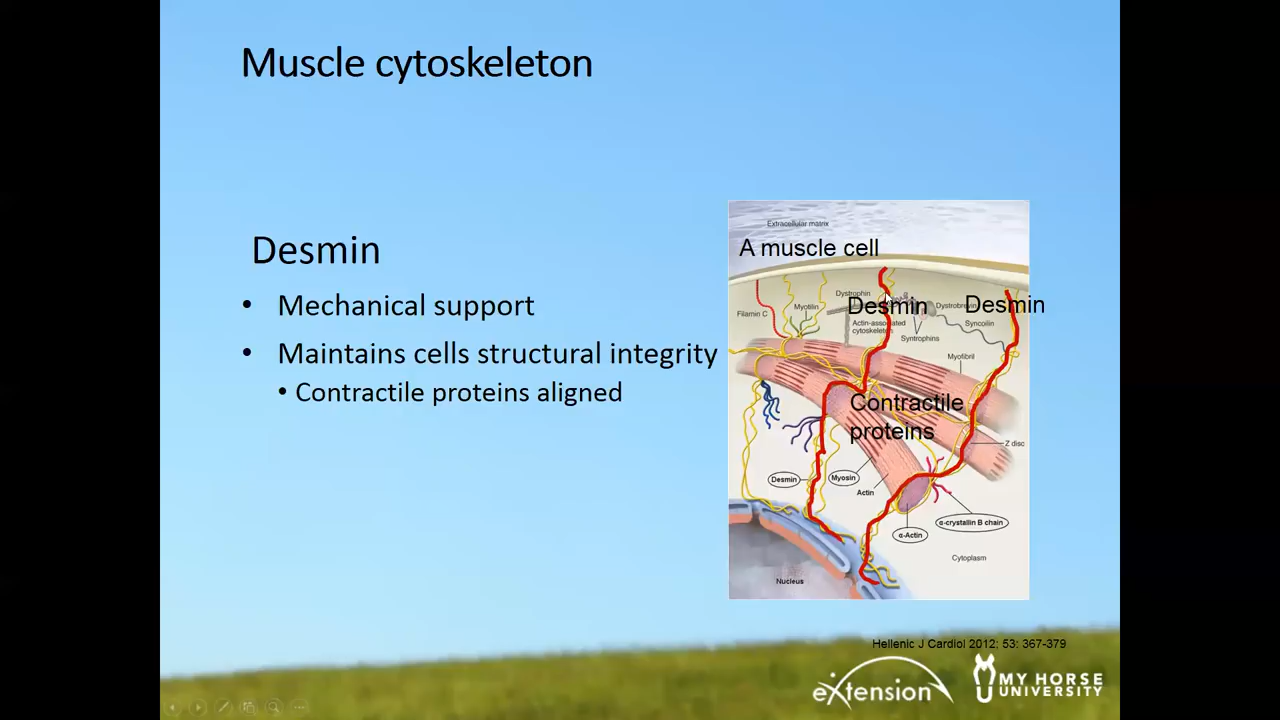 Muscle cytoskeleton
Desmin
• Mechanical support
• Maintains cells structural integrity
• Contractile proteins aligned
Extracellular matrix
A muscle cell
Dystrophin
Desmin
Dystrobrevin
Desmin
Filamin C
Myotilin
Actin-associated
cytoskeleton
Syncoilin
Syntrophins
Myofibril
Contractile
proteins
Z disc
Desmin
Myosin
Actin
α-crystallin B chain
α-Actin
Cytoplasm
Nucleus
Hellenic J Cardiol 2012; 53: 367-379
eXtension
MY HORSE
UNIVERSITY